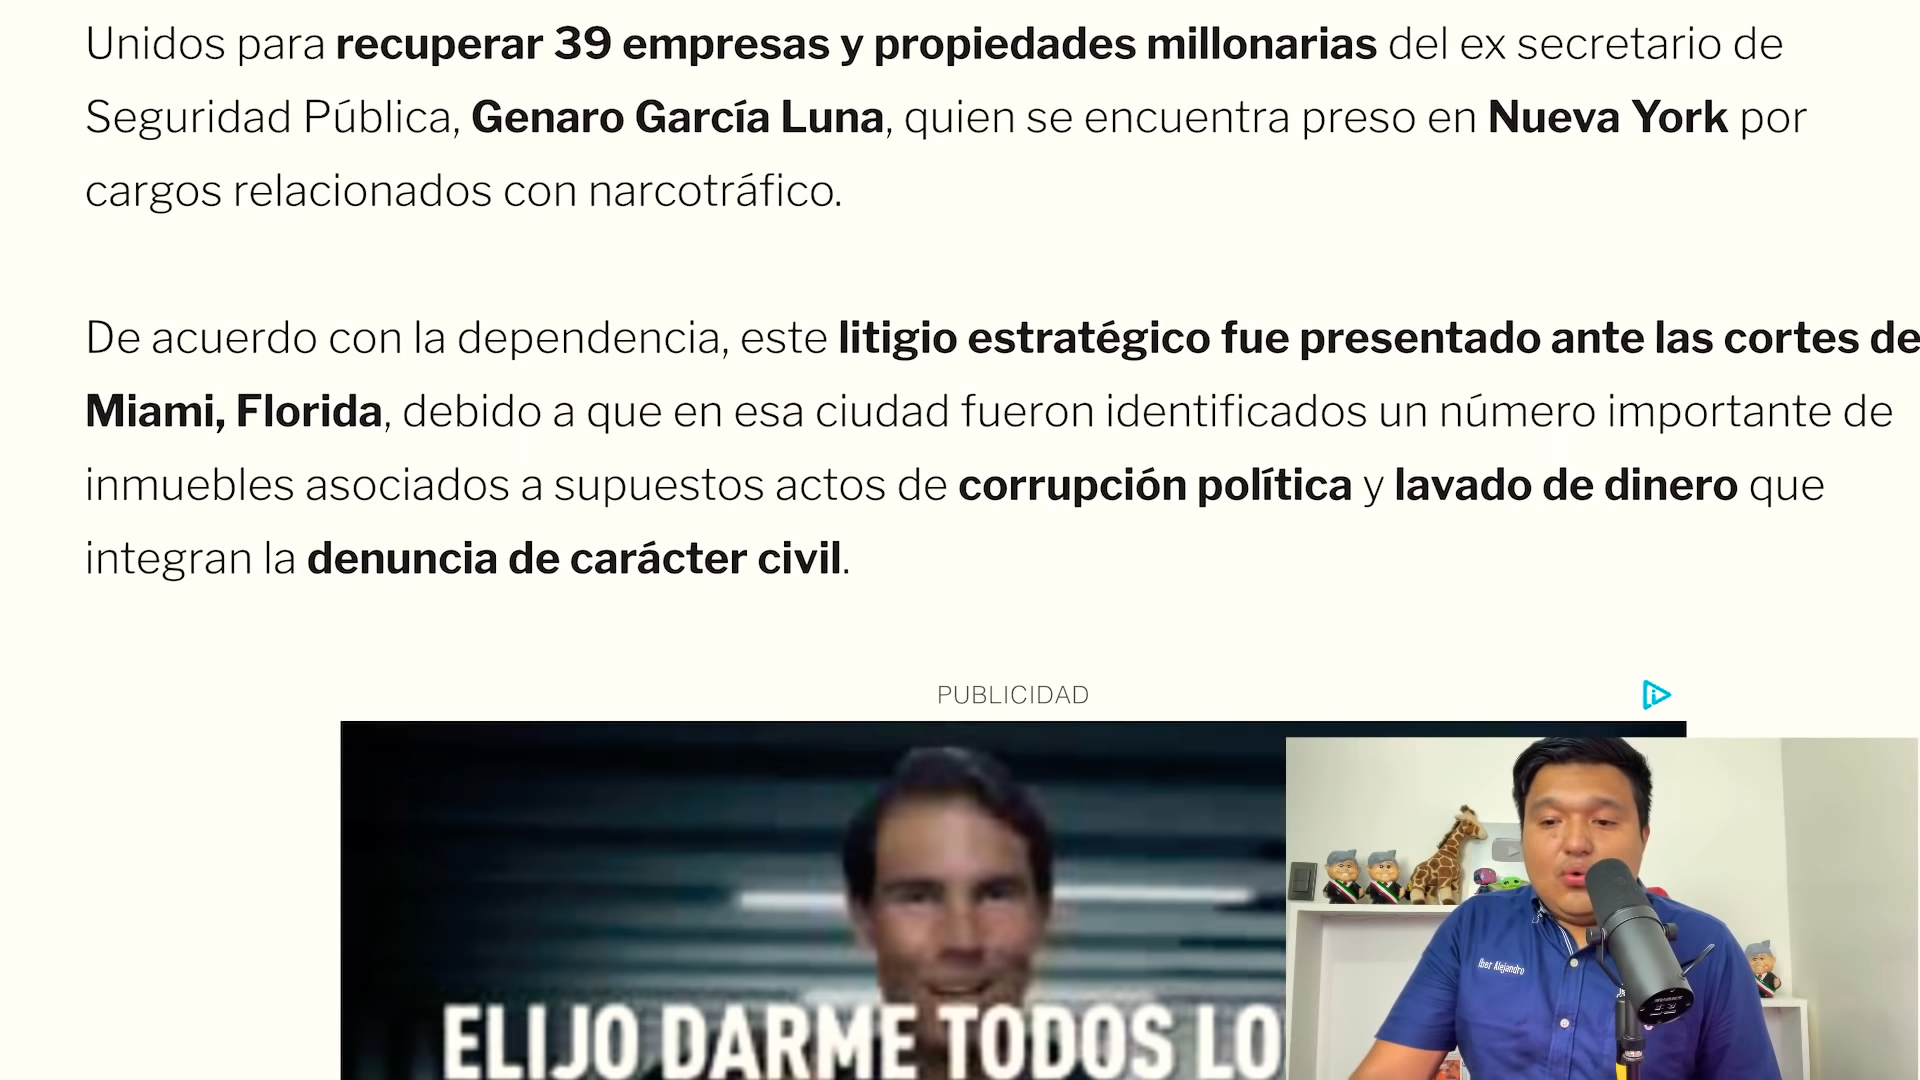 Unidos para recuperar 39 empresas y propiedades millonarias del ex secretario de
Seguridad Pública, Genaro García Luna, quien se encuentra preso en Nueva York por
cargos relacionados con narcotráfico.
De acuerdo con la dependencia, este litigio estratégico fue presentado ante las cortes de
Miami, Florida, debido a que en esa ciudad fueron identificados un número importante de
inmuebles asociados a supuestos actos de corrupción política y lavado de dinero que
integran la denuncia de carácter civil.
PUBLICIDAD
ELIJO DARME TODOS LO
Iber Alejandro